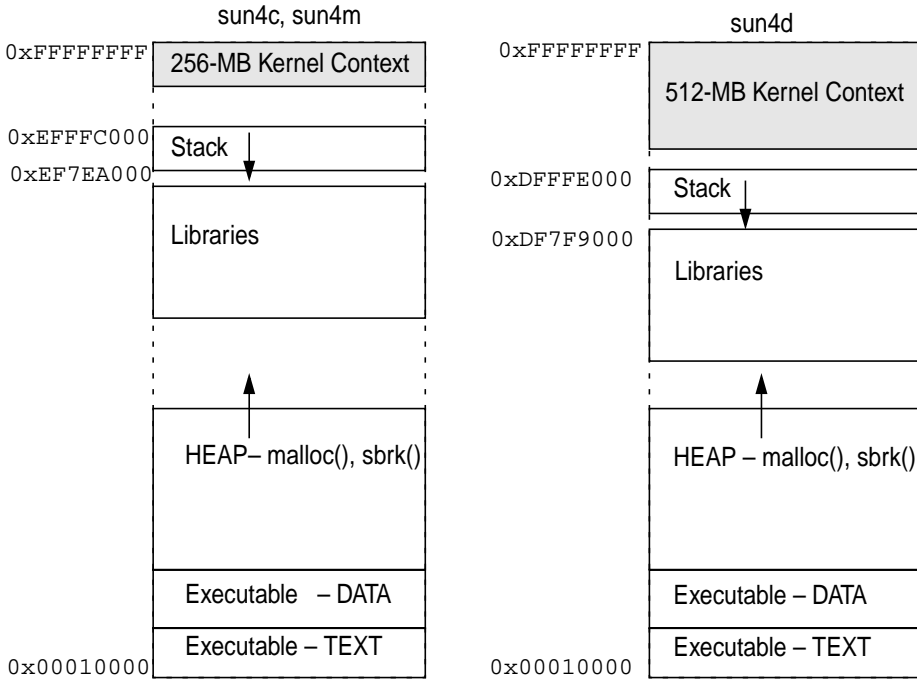 sun4c, sun4m
0xFFFFFFFF
256-MB Kernel Context
0xEFFFC000
Stack
0xEF7EA000
Libraries
HEAP– malloc(), sbrk()
Executable – DATA
Executable – TEXT
0x00010000
sun4d
0xFFFFFFFF
512-MB Kernel Context
0xDFFFE000
Stack
0xDF7F9000
Libraries
HEAP – malloc(), sbrk()
Executable – DATA
Executable – TEXT
0x00010000